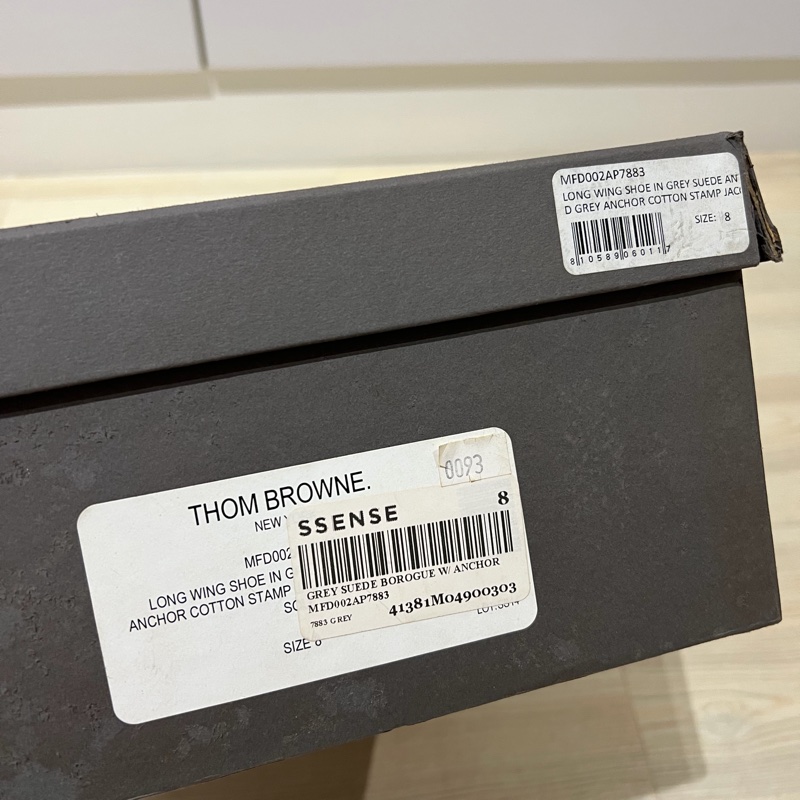 MFD002AP7883
LONG WING SHOE IN GREY SUEDE AN
D GREY ANCHOR COTTON STAMP JAC
SIZE: 8
8 10589 06011 7
THOM BROWNE.
NEW
0093
SSENSE
8
GREY SUEDE BOROGUE W/ ANCHOR
MFD002AP7883
7883 GREY
41381M04900303
MFD002
LONG WING SHOE IN G
ANCHOR COTTON STAMP
SO
SIZE 8